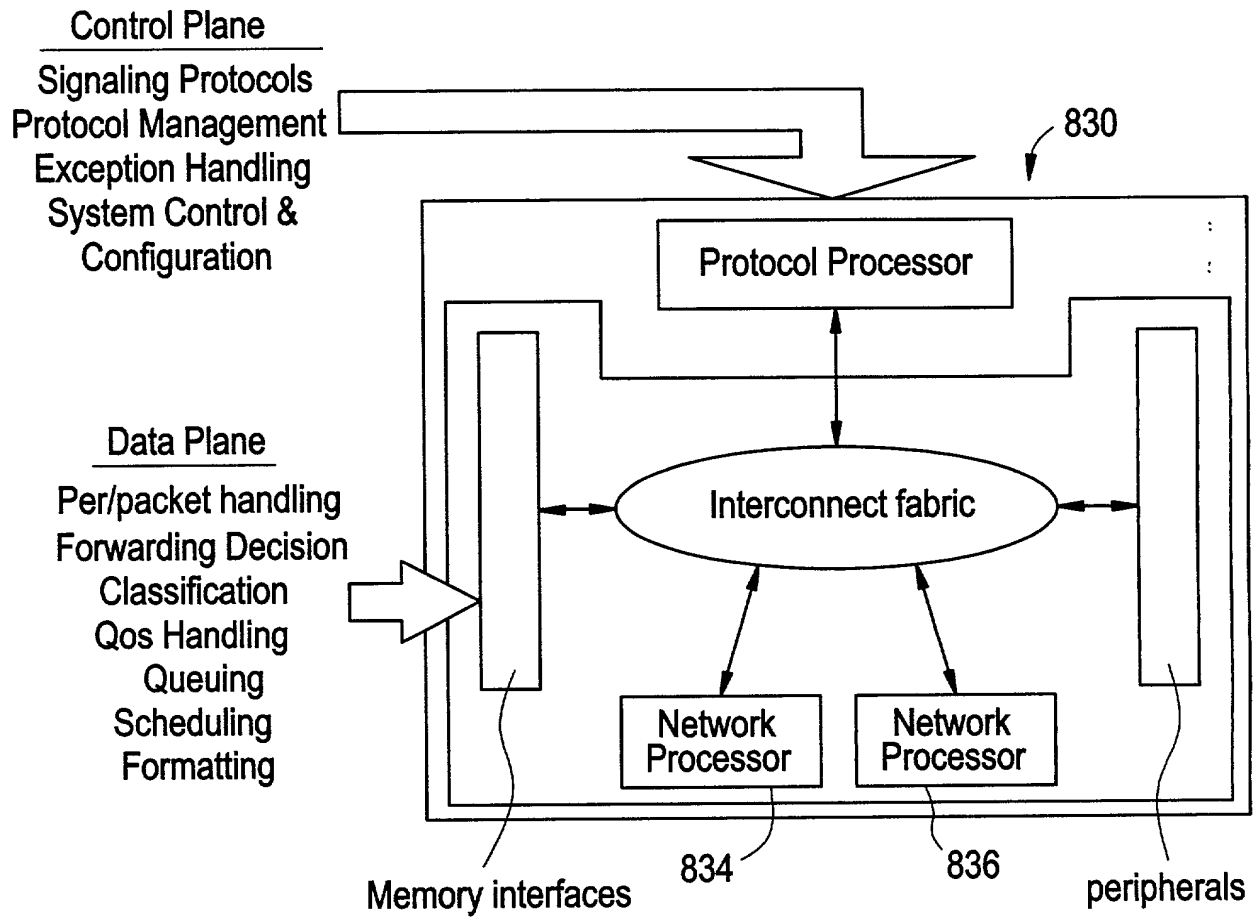 Control Plane
Signaling Protocols
Protocol Management
Exception Handling
System Control &
Configuration
830
Protocol Processor
Data Plane
Per/packet handling
Forwarding Decision
Classification
Qos Handling
Queuing
Scheduling
Formatting
Interconnect fabric
Network
Processor
Network
Processor
834
836
Memory interfaces
peripherals